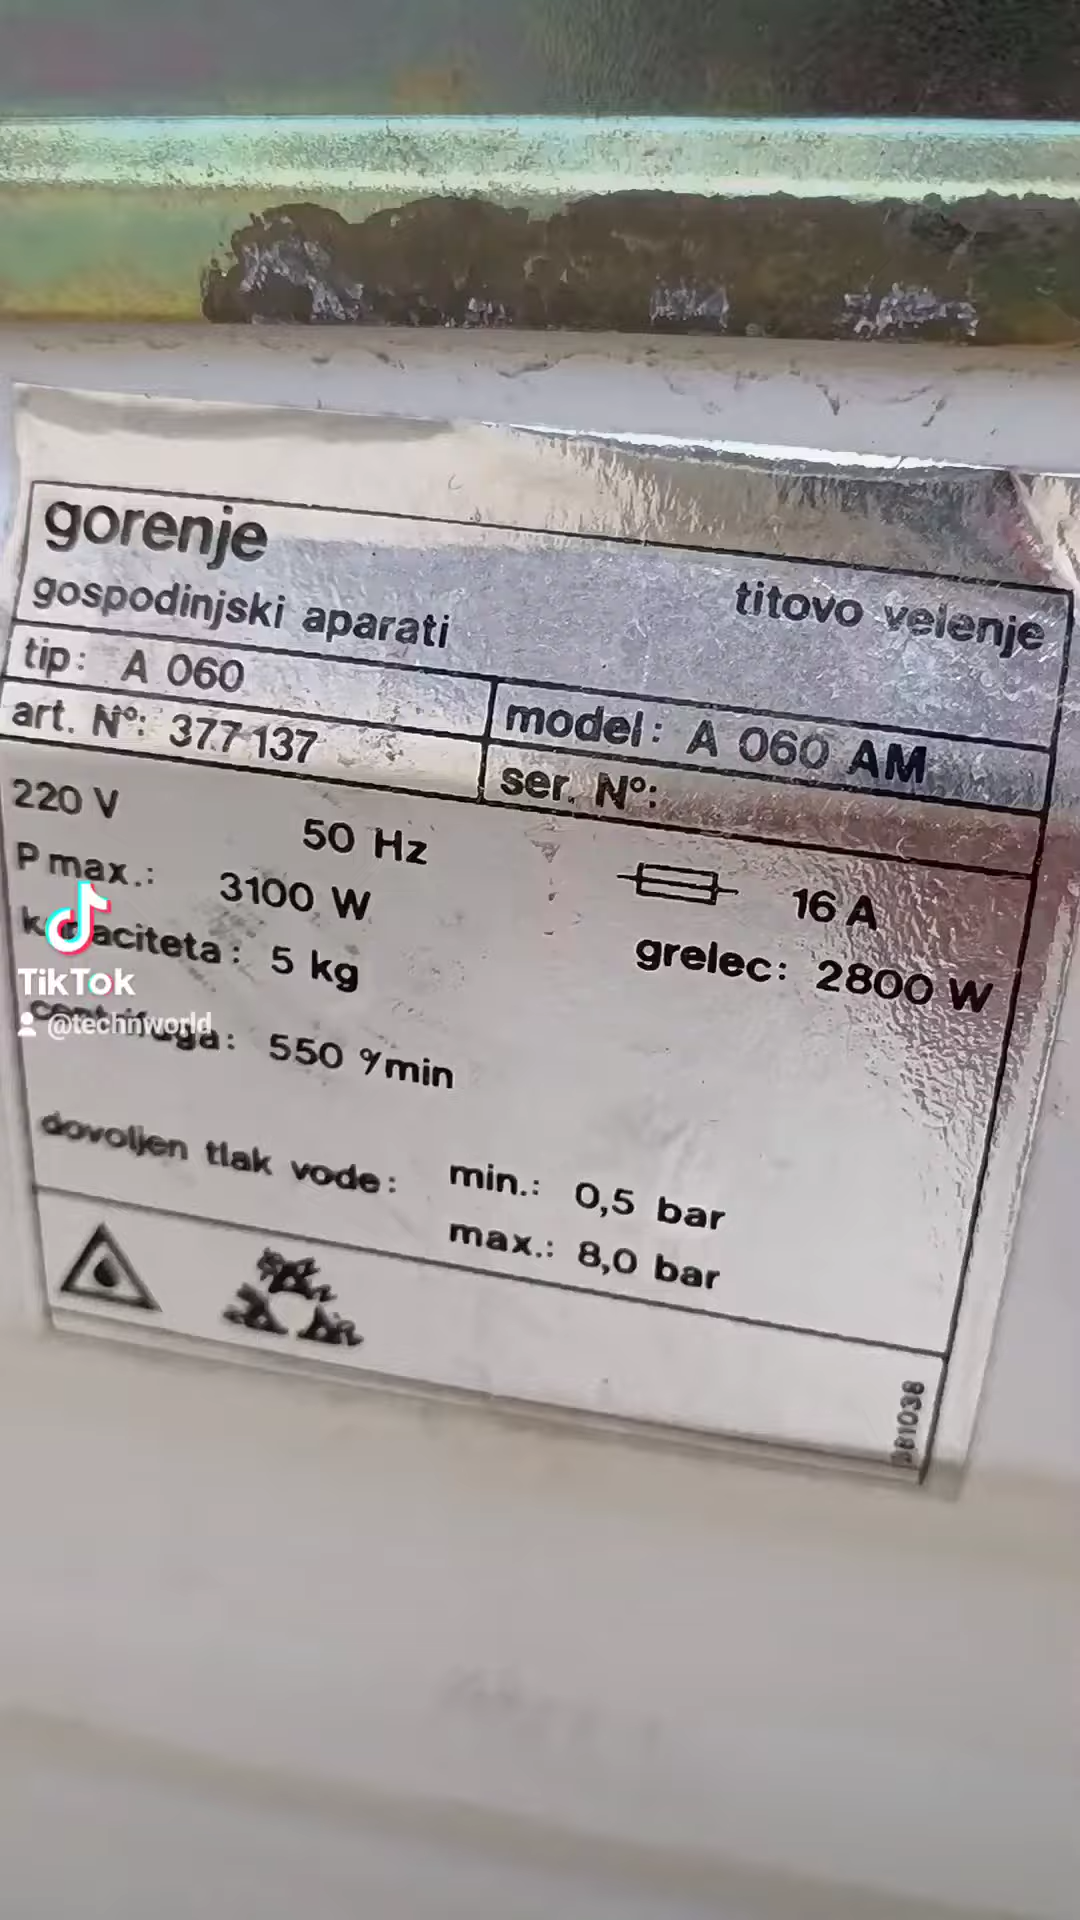 gorenje
gospodinjski aparati
titovo velenje
tip: A 060
model: A 060 AM
art. Nº: 377 137
ser. Nº:
220 V
50 Hz
16 A
P max.: 3100 W
grelec: 2800 W
kapaciteta: 5 kg
TikTok
@technworld
centrifuga: 550 º/min
dovoljen tlak vode: min.: 0,5 bar
max.: 8,0 bar